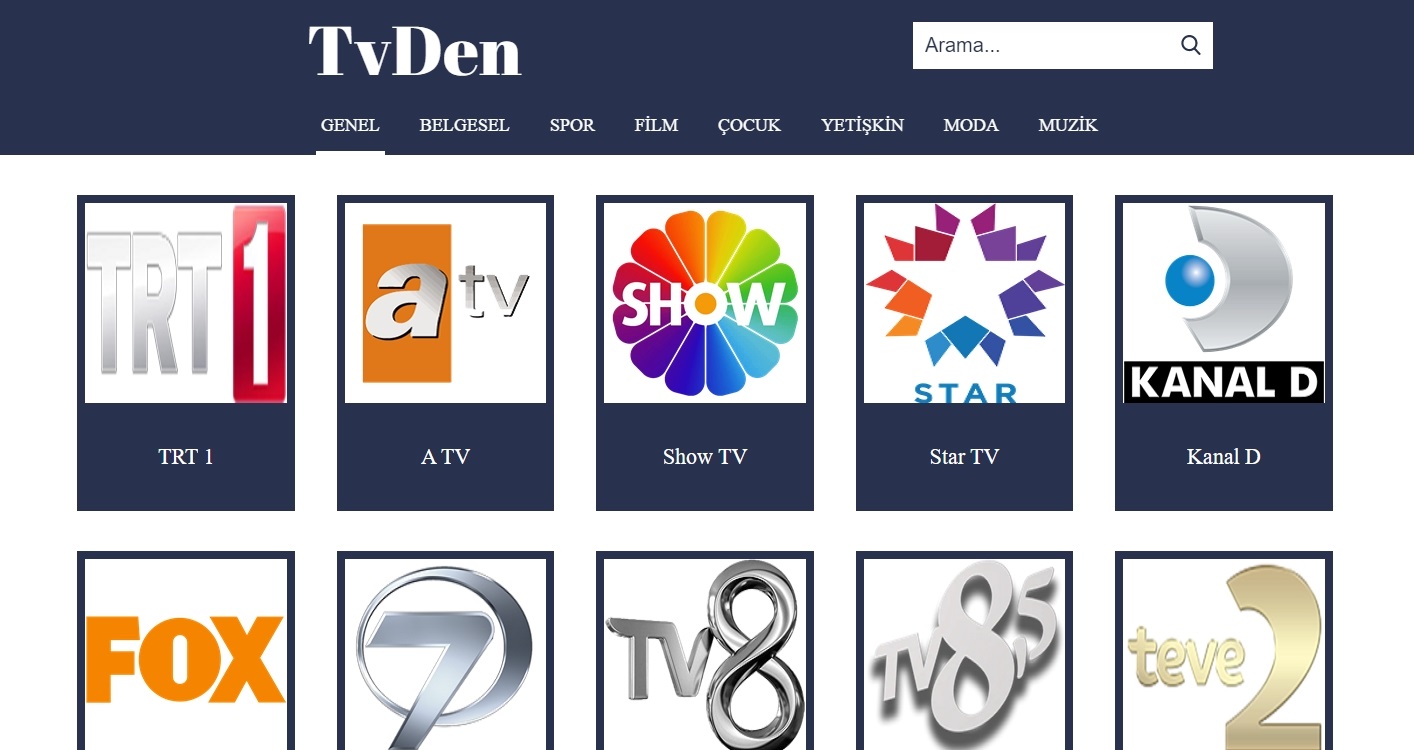 TvDen
Arama...
GENEL BELGESEL SPOR FİLM ÇOCUK YETİŞKİN MODA MUZİK
TRT 1
atv
SHOW
STAR
KANAL D
TRT 1
A TV
Show TV
Star TV
Kanal D
FOX
7
TV8
TV8,5
teve2